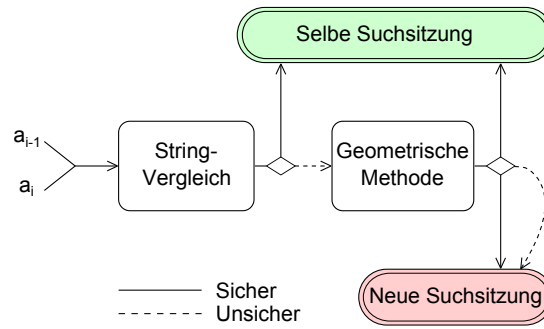 Selbe Suchsitzung
a_{i-1}
a_i
String-
Vergleich
Geometrische
Methode
Neue Suchsitzung
Sicher
Unsicher